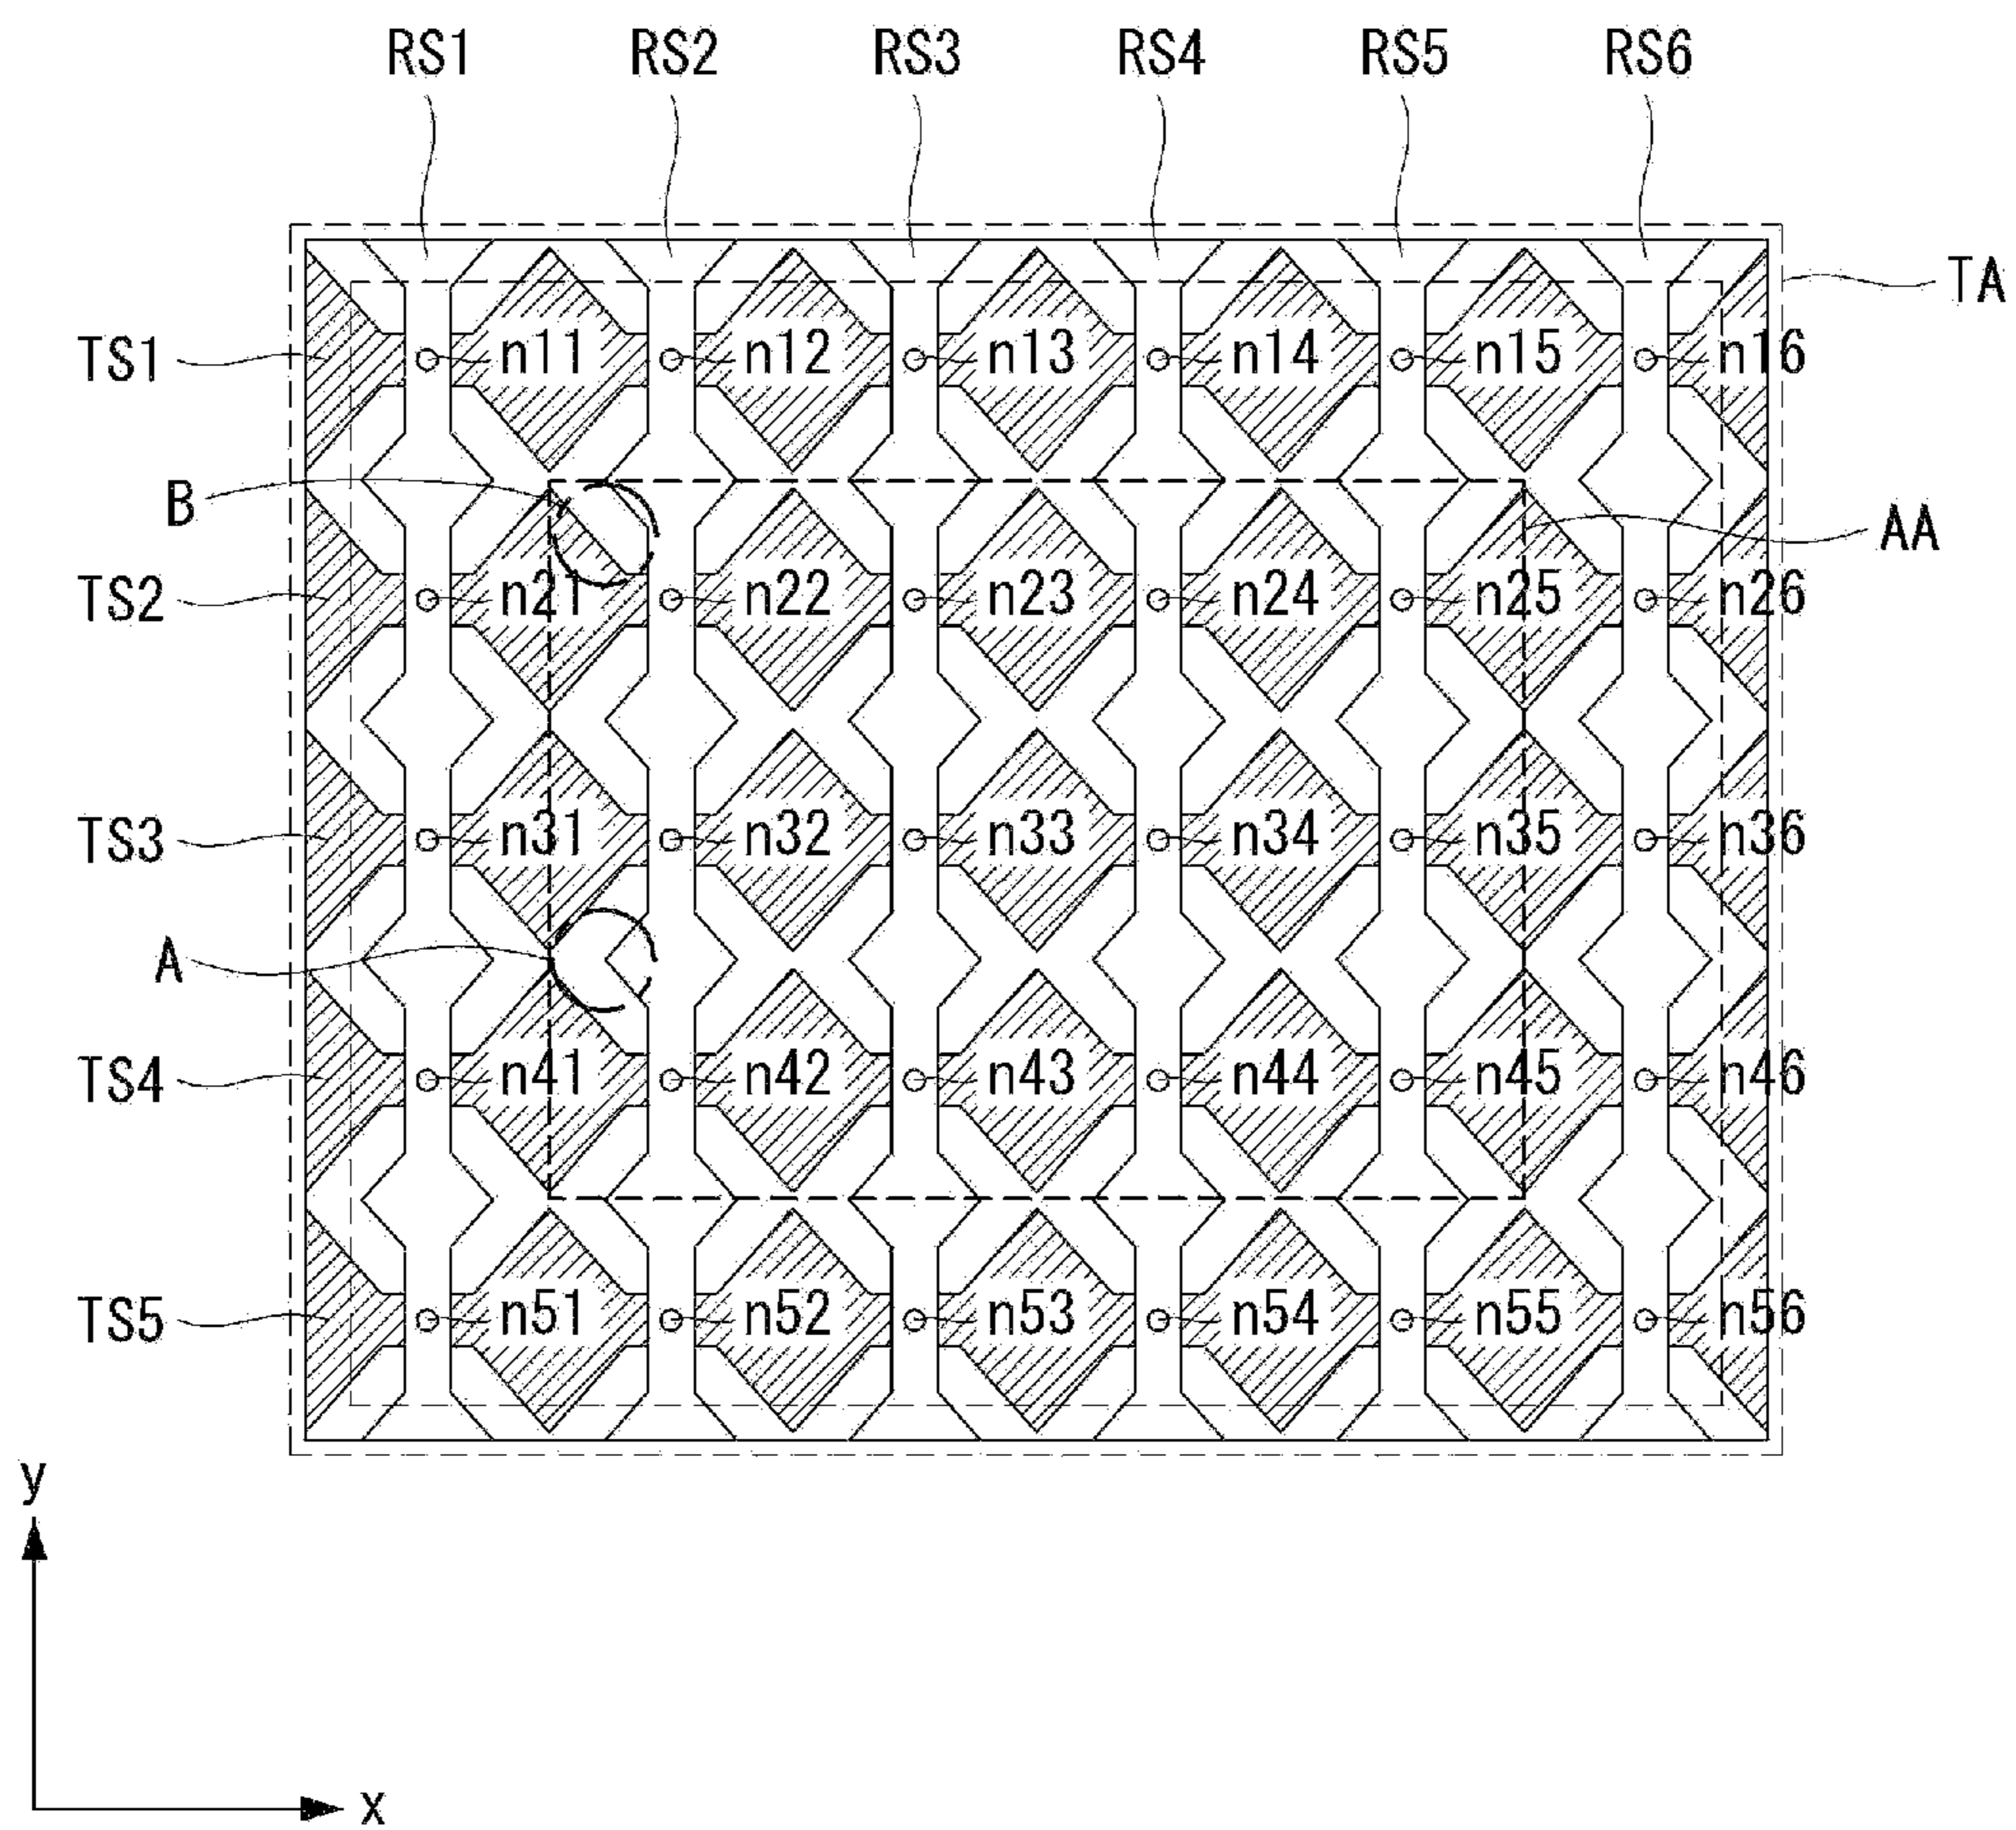 RS1 RS2 RS3 RS4 RS5 RS6
TA
TS1 n11 n12 n13 n14 n15 n16
B
AA
TS2 n21 n22 n23 n24 n25 n26
TS3 n31 n32 n33 n34 n35 n36
A
TS4 n41 n42 n43 n44 n45 n46
TS5 n51 n52 n53 n54 n55 n56
y
x